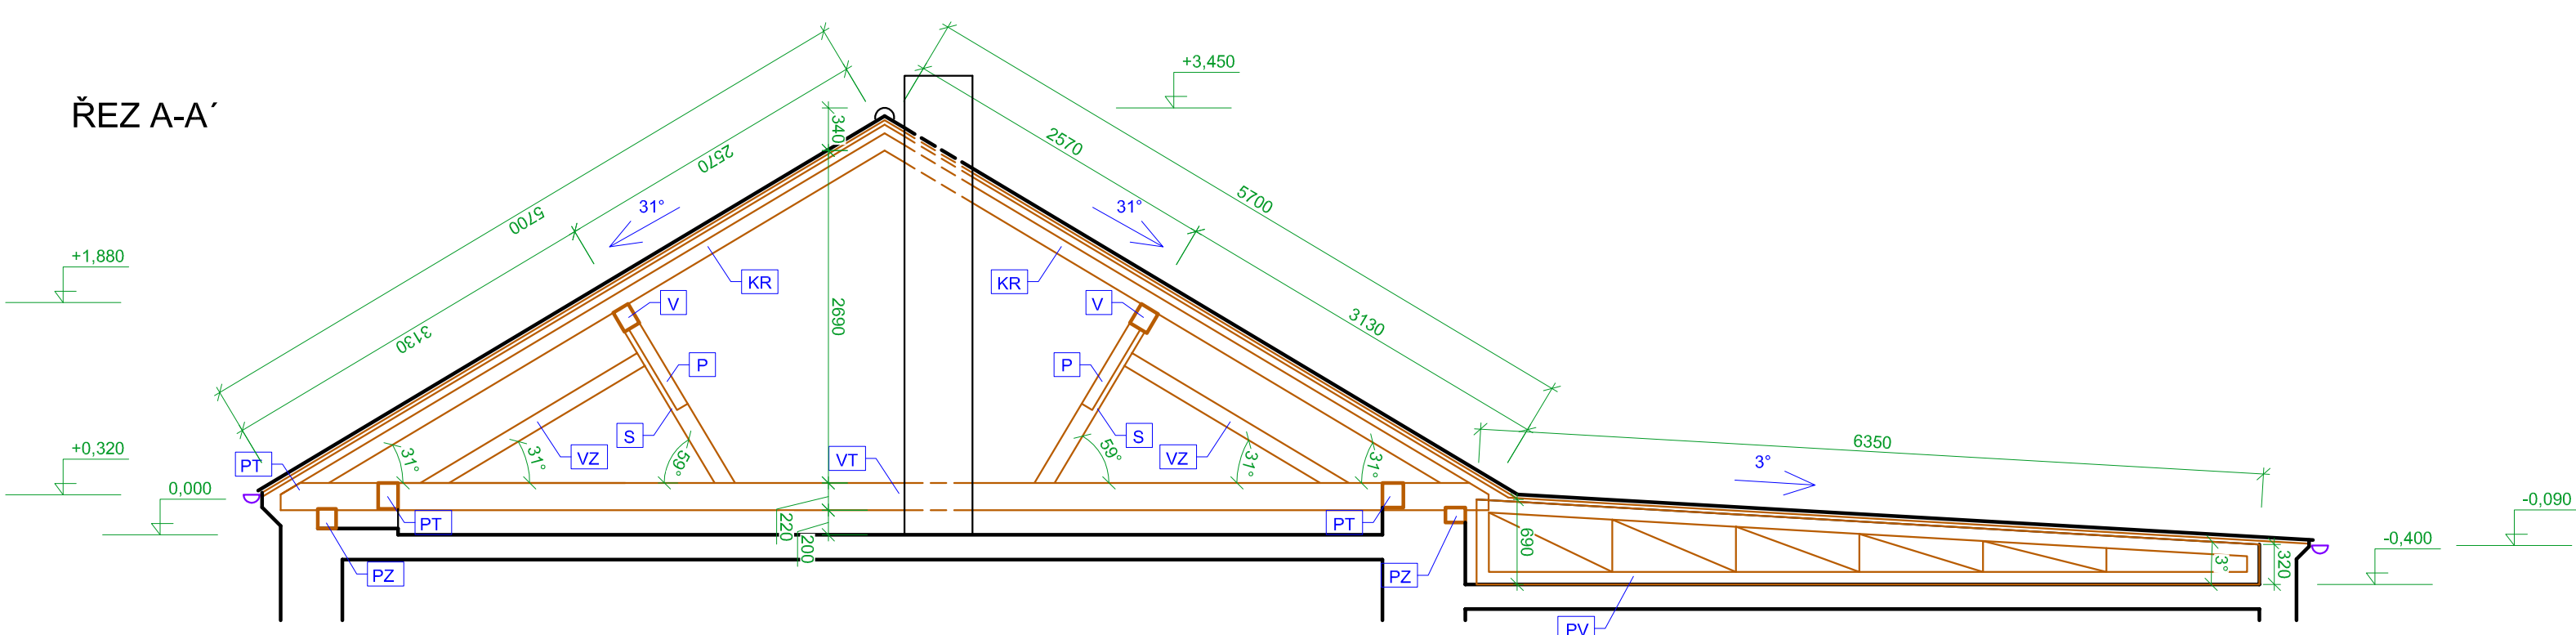 ŘEZ A-A´
+3,450
340
2570
5700
2570
5700
31°
31°
+1,880
KR
KR
V
V
2690
3130
3130
P
P
S
S
+0,320
PT
31°
31°
VZ
59°
VT
59°
VZ
31°
31°
6350
3°
0,000
PT
220
200
PT
PZ
PZ
690
PV
3°
320
-0,090
-0,400